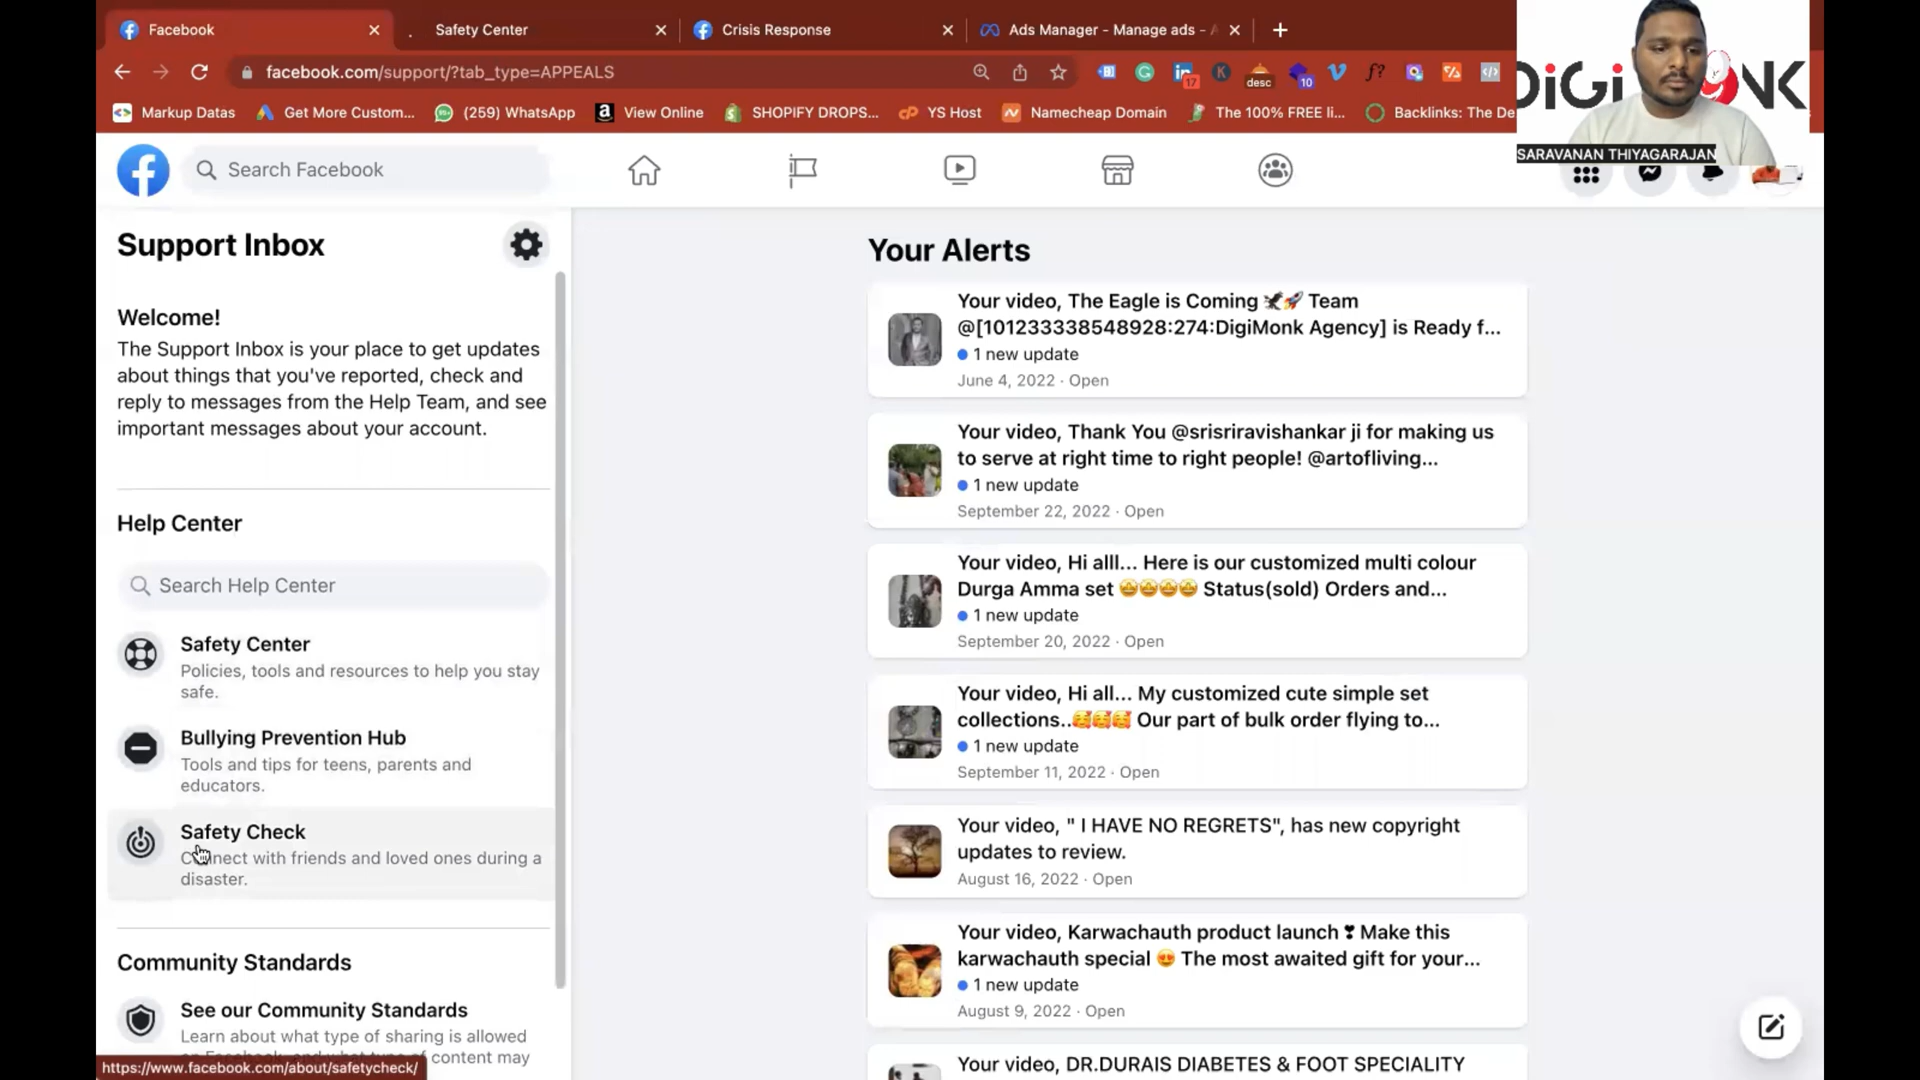 Facebook
Safety Center
Crisis Response
Ads Manager - Manage ads - A
facebook.com/support/?tab_type=APPEALS
17
desc
10
f?
Markup Datas
Get More Custom...
(259) WhatsApp
View Online
SHOPIFY DROPS...
YS Host
Namecheap Domain
The 100% FREE li...
Backlinks: The De
DiGi
NK
SARAVANAN THIYAGARAJAN
Search Facebook
Support Inbox
Welcome!
The Support Inbox is your place to get updates
about things that you've reported, check and
reply to messages from the Help Team, and see
important messages about your account.
Help Center
Search Help Center
Safety Center
Policies, tools and resources to help you stay
safe.
Bullying Prevention Hub
Tools and tips for teens, parents and
educators.
Safety Check
Connect with friends and loved ones during a
disaster.
Community Standards
See our Community Standards
Learn about what type of sharing is allowed
on Facebook, and what type of content may
https://www.facebook.com/about/safetycheck/
Your Alerts
Your video, The Eagle is Coming 🦅🚀 Team
@[101233338548928:274:DigiMonk Agency] is Ready f...
1 new update
June 4, 2022 · Open
Your video, Thank You @srisriravishankar ji for making us
to serve at right time to right people! @artofliving...
1 new update
September 22, 2022 · Open
Your video, Hi alll... Here is our customized multi colour
Durga Amma set 🤩🤩🤩🤩 Status(sold) Orders and...
1 new update
September 20, 2022 · Open
Your video, Hi all... My customized cute simple set
collections..🥰🥰🥰 Our part of bulk order flying to...
1 new update
September 11, 2022 · Open
Your video, " I HAVE NO REGRETS", has new copyright
updates to review.
August 16, 2022 · Open
Your video, Karwachauth product launch ❣ Make this
karwachauth special 😍 The most awaited gift for your...
1 new update
August 9, 2022 · Open
Your video, DR.DURAIS DIABETES & FOOT SPECIALITY